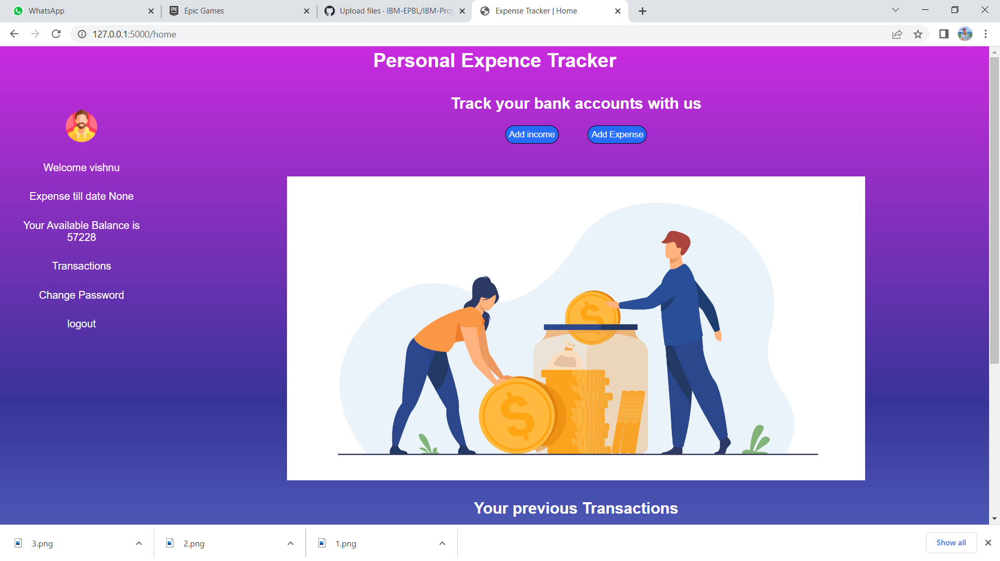 WhatsApp
Epic Games
Upload files · IBM-EPBL/IBM-Proj
Expense Tracker | Home
127.0.0.1:5000/home
Personal Expence Tracker
Track your bank accounts with us
Add income
Add Expense
Welcome vishnu
Expense till date None
Your Available Balance is
57228
Transactions
Change Password
logout
$
$
Your previous Transactions
3.png
2.png
1.png
Show all